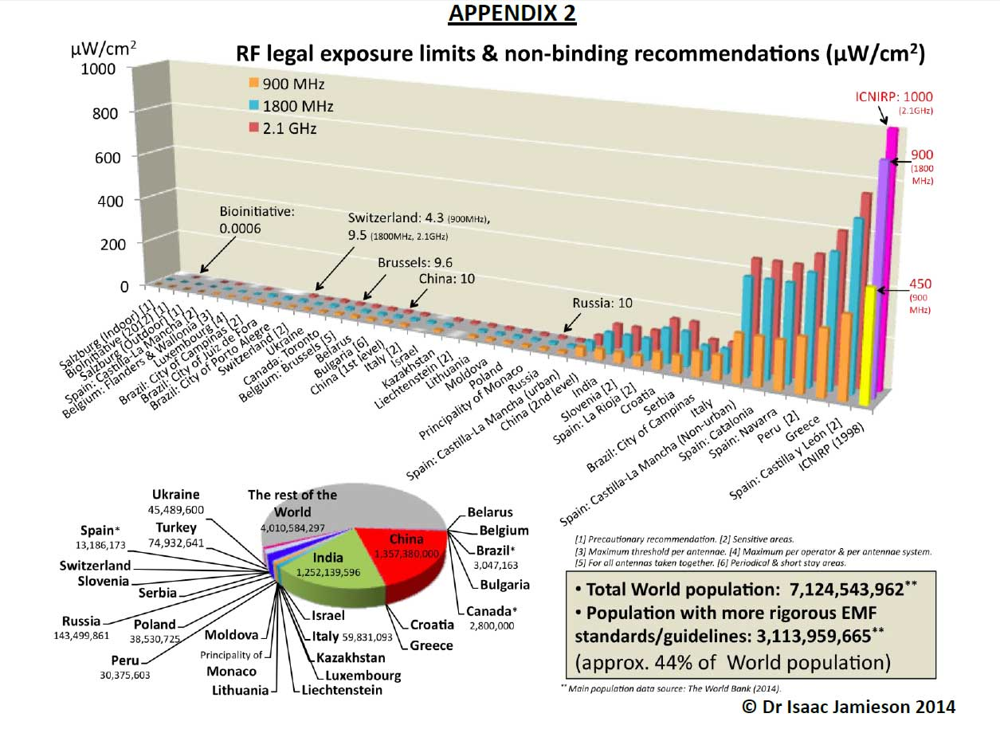 APPENDIX 2
µW/cm²
RF legal exposure limits & non-binding recommendations (µW/cm²)
1000
800
600
400
200
0
900 MHz
1800 MHz
2.1 GHz
ICNIRP: 1000
(2.1GHz)
900
(1800
MHz)
450
(900
MHz)
Bioinitiative:
0.0006
Switzerland: 4.3 (900MHz),
9.5 (1800MHz, 2.1GHz)
Brussels: 9.6
China: 10
Russia: 10
Salzburg (Indoor) [1]
BioInitiative 2012 [1]
Salzburg (Outdoor) [1]
Spain: Castilla-La Mancha [2]
Belgium: Flanders & Wallonia [3]
Luxembourg [4]
Brazil: City of Campinas [2]
Brazil: City of Juiz de Fora
Brazil: City of Porto Alegre
Switzerland [2]
Ukraine
Canada: Toronto
Belgium: Brussels [5]
Belarus
Bulgaria [6]
China (1st level)
Italy [2]
Israel
Kazakhstan
Liechtenstein [2]
Lithuania
Moldova
Poland
Principality of Monaco
Russia
Spain: Castilla-La Mancha (urban)
China (2nd level)
India
Slovenia [2]
Spain: La Rioja [2]
Croatia
Serbia
Brazil: City of Campinas
Italy
Spain: Castilla-La Mancha (Non-urban)
Spain: Catalonia
Spain: Navarra
Peru [2]
Greece
Spain: Castilla y León [2]
ICNIRP (1998)
Ukraine
45,489,600
The rest of the
World
4,010,584,297
Turkey
74,932,641
Spain*
13,186,173
Switzerland
Slovenia
Serbia
Russia
143,499,861
Poland
38,530,725
Peru
30,375,603
Moldova
Principality of
Monaco
Lithuania
Liechtenstein
Luxembourg
Kazakhstan
Italy 59,831,093
Israel
India
1,252,139,596
China
1,357,380,000
Belarus
Belgium
Brazil*
3,047,163
Bulgaria
Canada*
2,800,000
Croatia
Greece
[1] Precautionary recommendation. [2] Sensitive areas.
[3] Maximum threshold per antennae. [4] Maximum per operator & per antennae system.
[5] For all antennas taken together. [6] Periodical & short stay areas.
• Total World population: 7,124,543,962**
• Population with more rigorous EMF
standards/guidelines: 3,113,959,665**
(approx. 44% of World population)
** Main population data source: The World Bank (2014).
© Dr Isaac Jamieson 2014